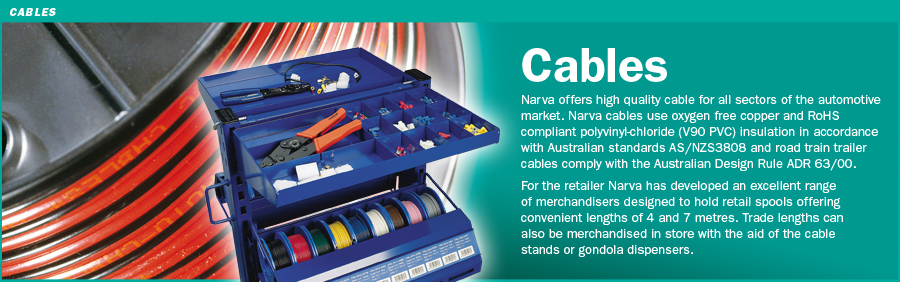 CABLES
Cables
Narva offers high quality cable for all sectors of the automotive
market. Narva cables use oxygen free copper and RoHS
compliant polyvinyl-chloride (V90 PVC) insulation in accordance
with Australian standards AS/NZS3808 and road train trailer
cables comply with the Australian Design Rule ADR 63/00.
For the retailer Narva has developed an excellent range
of merchandisers designed to hold retail spools offering
convenient lengths of 4 and 7 metres. Trade lengths can
also be merchandised in store with the aid of the cable
stands or gondola dispensers.